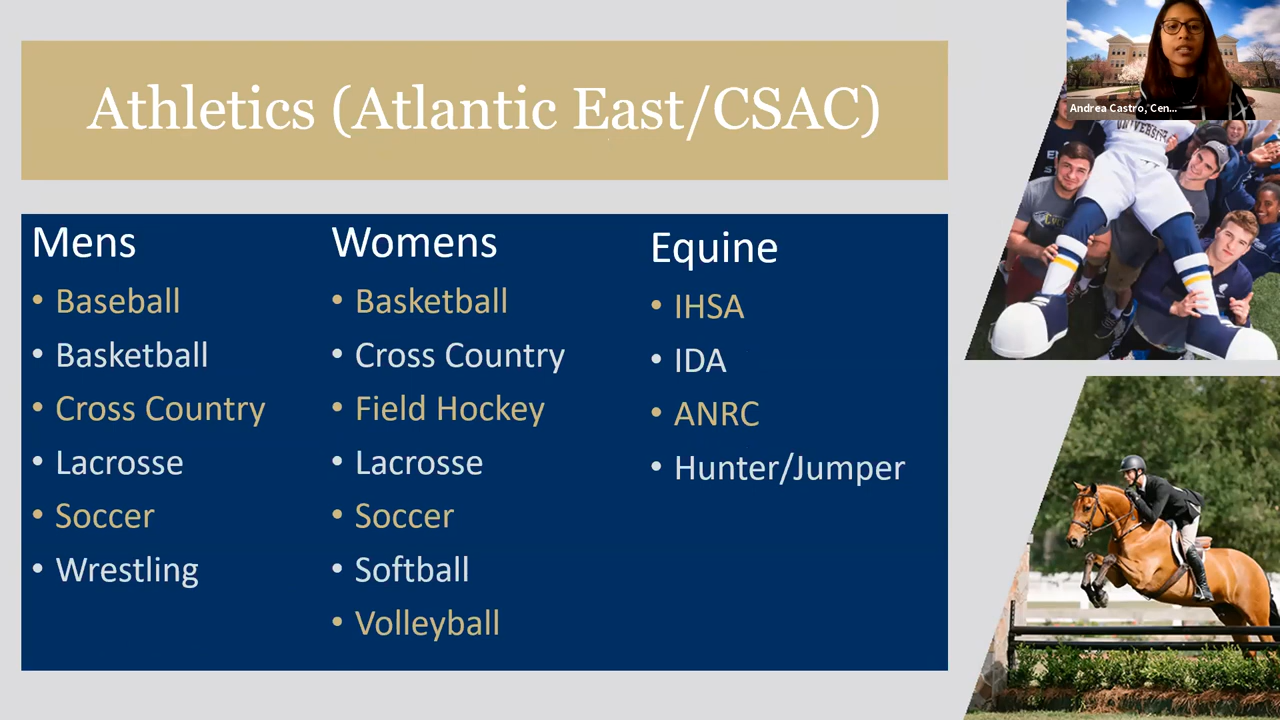 Athletics (Atlantic East/CSAC)
Mens
• Baseball
• Basketball
• Cross Country
• Lacrosse
• Soccer
• Wrestling
Womens
• Basketball
• Cross Country
• Field Hockey
• Lacrosse
• Soccer
• Softball
• Volleyball
Equine
• IHSA
• IDA
• ANRC
• Hunter/Jumper
Andrea Castro, Cen...
UNIVERSITY